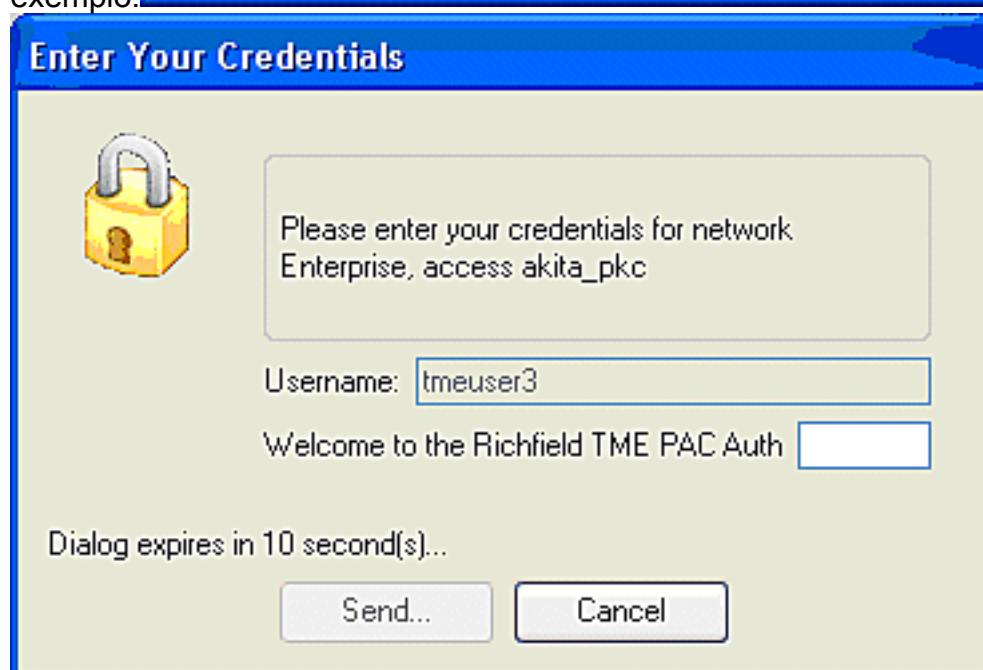 exemplo:
Enter Your Credentials
Please enter your credentials for network
Enterprise, access akita_pkc
Username: tmeuser3
Welcome to the Richfield TME PAC Auth
Dialog expires in 10 second(s)...
Send... Cancel